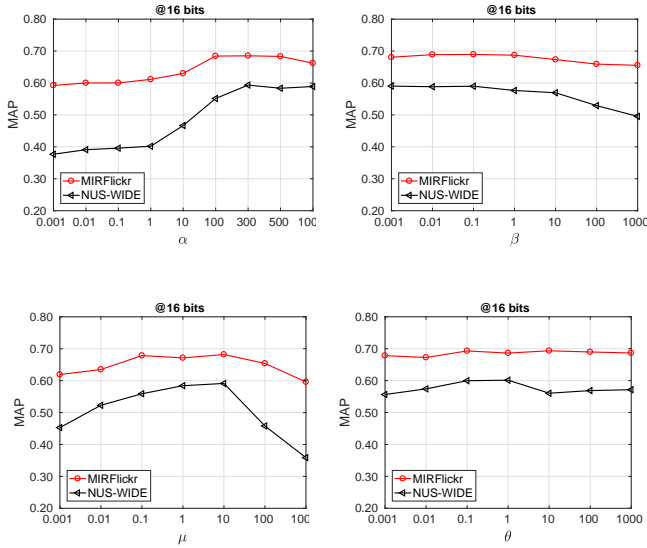 @16 bits
0.80
0.70
0.60
0.50
0.40
0.30
0.20
MAP
MIRFlickr
NUS-WIDE
0.001 0.01 0.1 1 10 100 300 500 100
α
@16 bits
0.80
0.70
0.60
0.50
0.40
0.30
0.20
MAP
MIRFlickr
NUS-WIDE
0.001 0.01 0.1 1 10 100 1000
β
@16 bits
0.80
0.70
0.60
0.50
0.40
0.30
0.20
MAP
MIRFlickr
NUS-WIDE
0.001 0.01 0.1 1 10 100 100
μ
@16 bits
0.80
0.70
0.60
0.50
0.40
0.30
0.20
MAP
MIRFlickr
NUS-WIDE
0.001 0.01 0.1 1 10 100 1000
θ